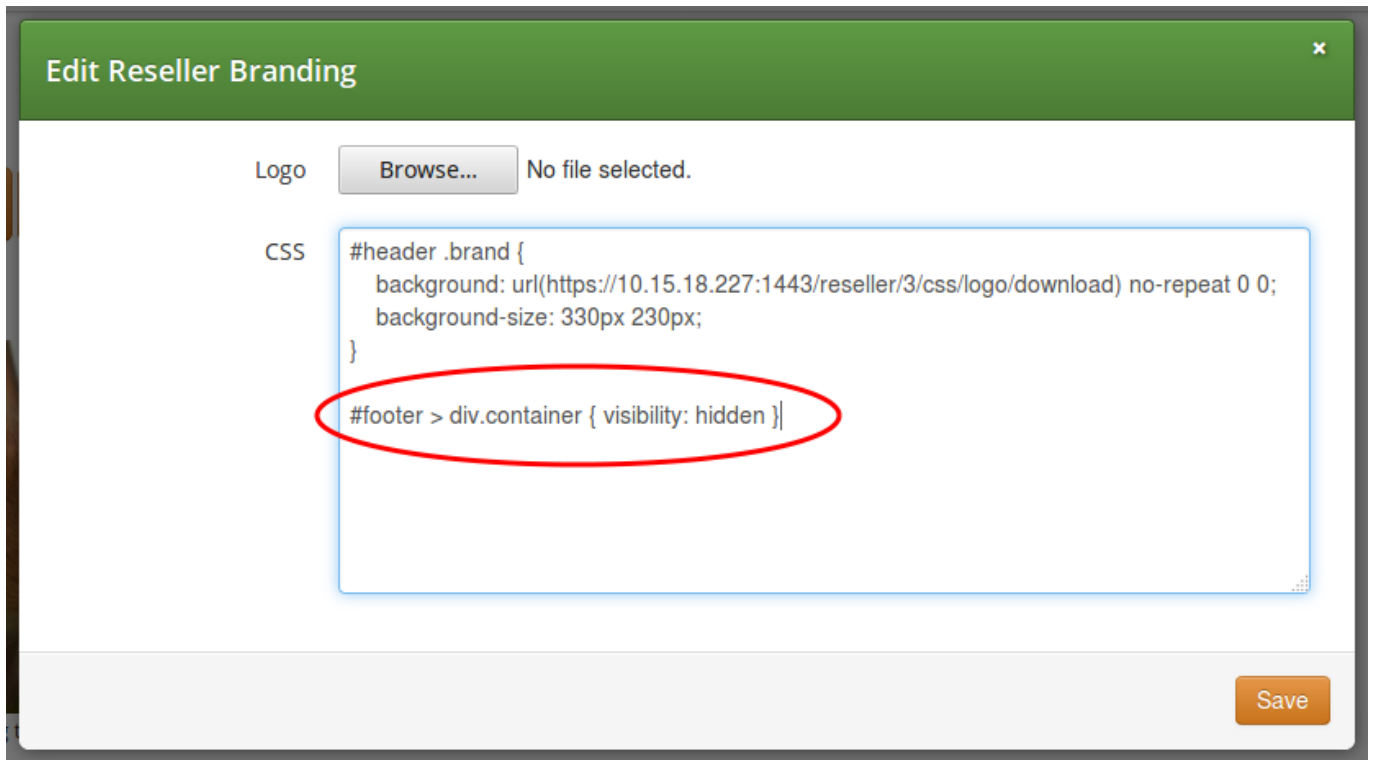 Edit Reseller Branding
×
Logo
Browse...
No file selected.
CSS
#header .brand {
    background: url(https://10.15.18.227:1443/reseller/3/css/logo/download) no-repeat 0 0;
    background-size: 330px 230px;
}
#footer > div.container { visibility: hidden }
Save